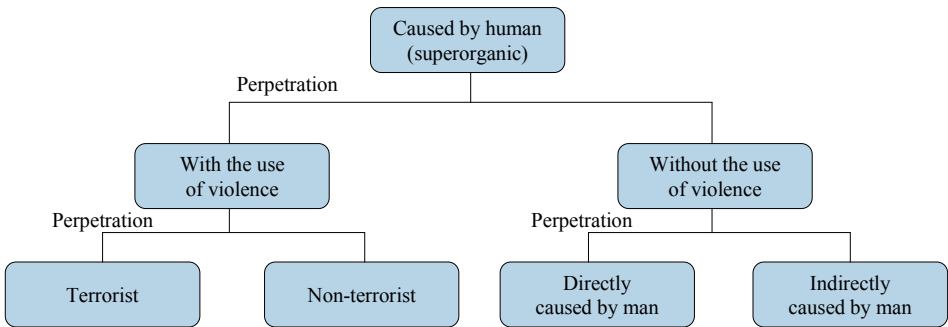 Caused by human
(superorganic)
Perpetration
With the use
of violence
Without the use
of violence
Perpetration
Perpetration
Terrorist
Non-terrorist
Directly
caused by man
Indirectly
caused by man